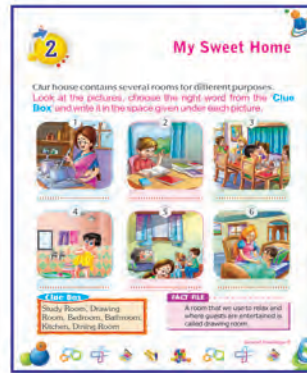 2
My Sweet Home
Our house contains several rooms for different purposes.
Look at the pictures, choose the right word from the 'Clue
Box' and write it in the space given under each picture.
1
2
3
4
5
6
Clue Box
Study Room, Drawing
Room, Bedroom, Bathroom,
Kitchen, Dining Room
FACT FILE
A room that we use to relax and
where guests are entertained is
called drawing room.